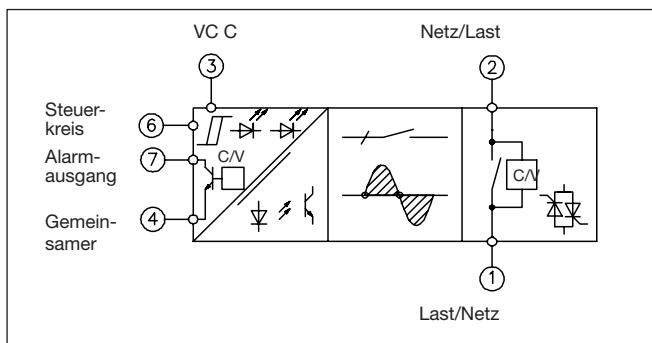 VC C
Netz/Last
3
2
Steuer-
kreis
6
Alarm-
ausgang
7
C/V
C/V
Gemein-
samer
4
1
Last/Netz